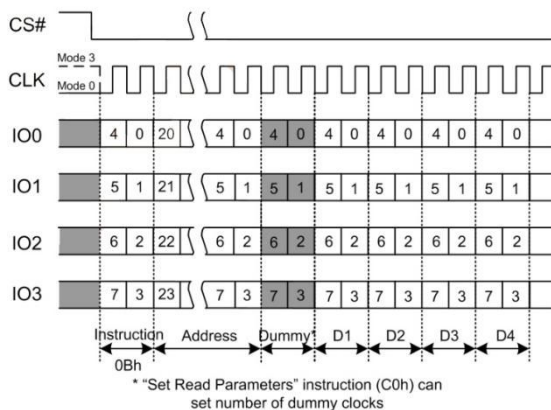 CS#
Mode 3
CLK
Mode 0
IO0 4 0 20 4 0 4 0 4 0 4 0 4 0 4 0
IO1 5 1 21 5 1 5 1 5 1 5 1 5 1 5 1
IO2 6 2 22 6 2 6 2 6 2 6 2 6 2 6 2
IO3 7 3 23 7 3 7 3 7 3 7 3 7 3 7 3
Instruction Address Dummy* D1 D2 D3 D4
0Bh
* "Set Read Parameters" instruction (C0h) can
set number of dummy clocks